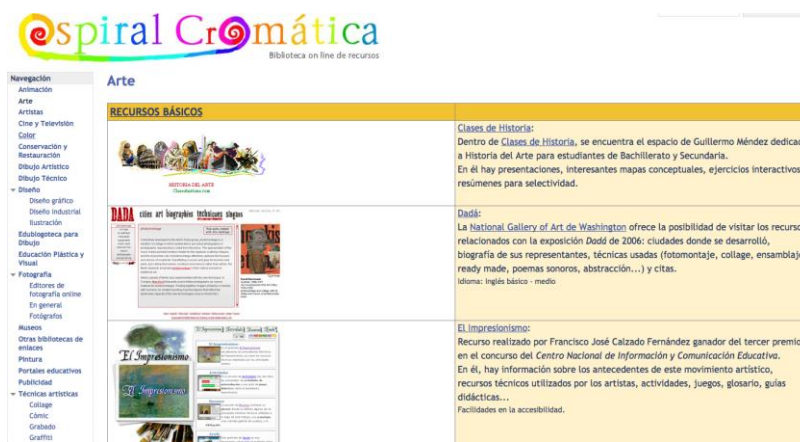 espiral Cromática
Biblioteca on line de recursos
Navegación
Animación
Arte
Artistas
Cine y Televisión
Color
Conservación y
Restauración
Dibujo Artístico
Dibujo Técnico
Diseño
Diseño gráfico
Diseño industrial
Ilustración
Edublogoteca para
Dibujo
Educación Plástica y
Visual
Fotografía
Editores de
fotografía online
En general
Fotógrafos
Museos
Otras bibliotecas de
enlaces
Pintura
Portales educativos
Publicidad
Técnicas artísticas
Collage
Cómic
Grabado
Graffiti
Arte
RECURSOS BÁSICOS
HISTORIA DEL ARTE
Clases de Historia:
Dentro de Clases de Historia, se encuentra el espacio de Guillermo Méndez dedicad
a Historia del Arte para estudiantes de Bachillerato y Secundaria.
En él hay presentaciones, interesantes mapas conceptuales, ejercicios interactivos
resúmenes para selectividad.
DADA cities art biographies techniques slogans
Dadá:
La National Gallery of Art de Washington ofrece la posibilidad de visitar los recurso
relacionados con la exposición Dadd de 2006: ciudades donde se desarrolló,
biografía de sus representantes, técnicas usadas (fotomontaje, collage, ensamblaje
ready made, poemas sonoros, abstracción...) y citas.
Idioma: Inglés básico - medio
El Impresionismo
El Impresionismo
El Impresionismo:
Recurso realizado por Francisco José Calzado Fernández ganador del tercer premio
en el concurso del Centro Nacional de Información y Comunicación Educativa.
En él, hay información sobre los antecedentes de este movimiento artístico,
recursos técnicos utilizados por los artistas, actividades, juegos, glosario, guías
didácticas...
Facilidades en la accesibilidad.